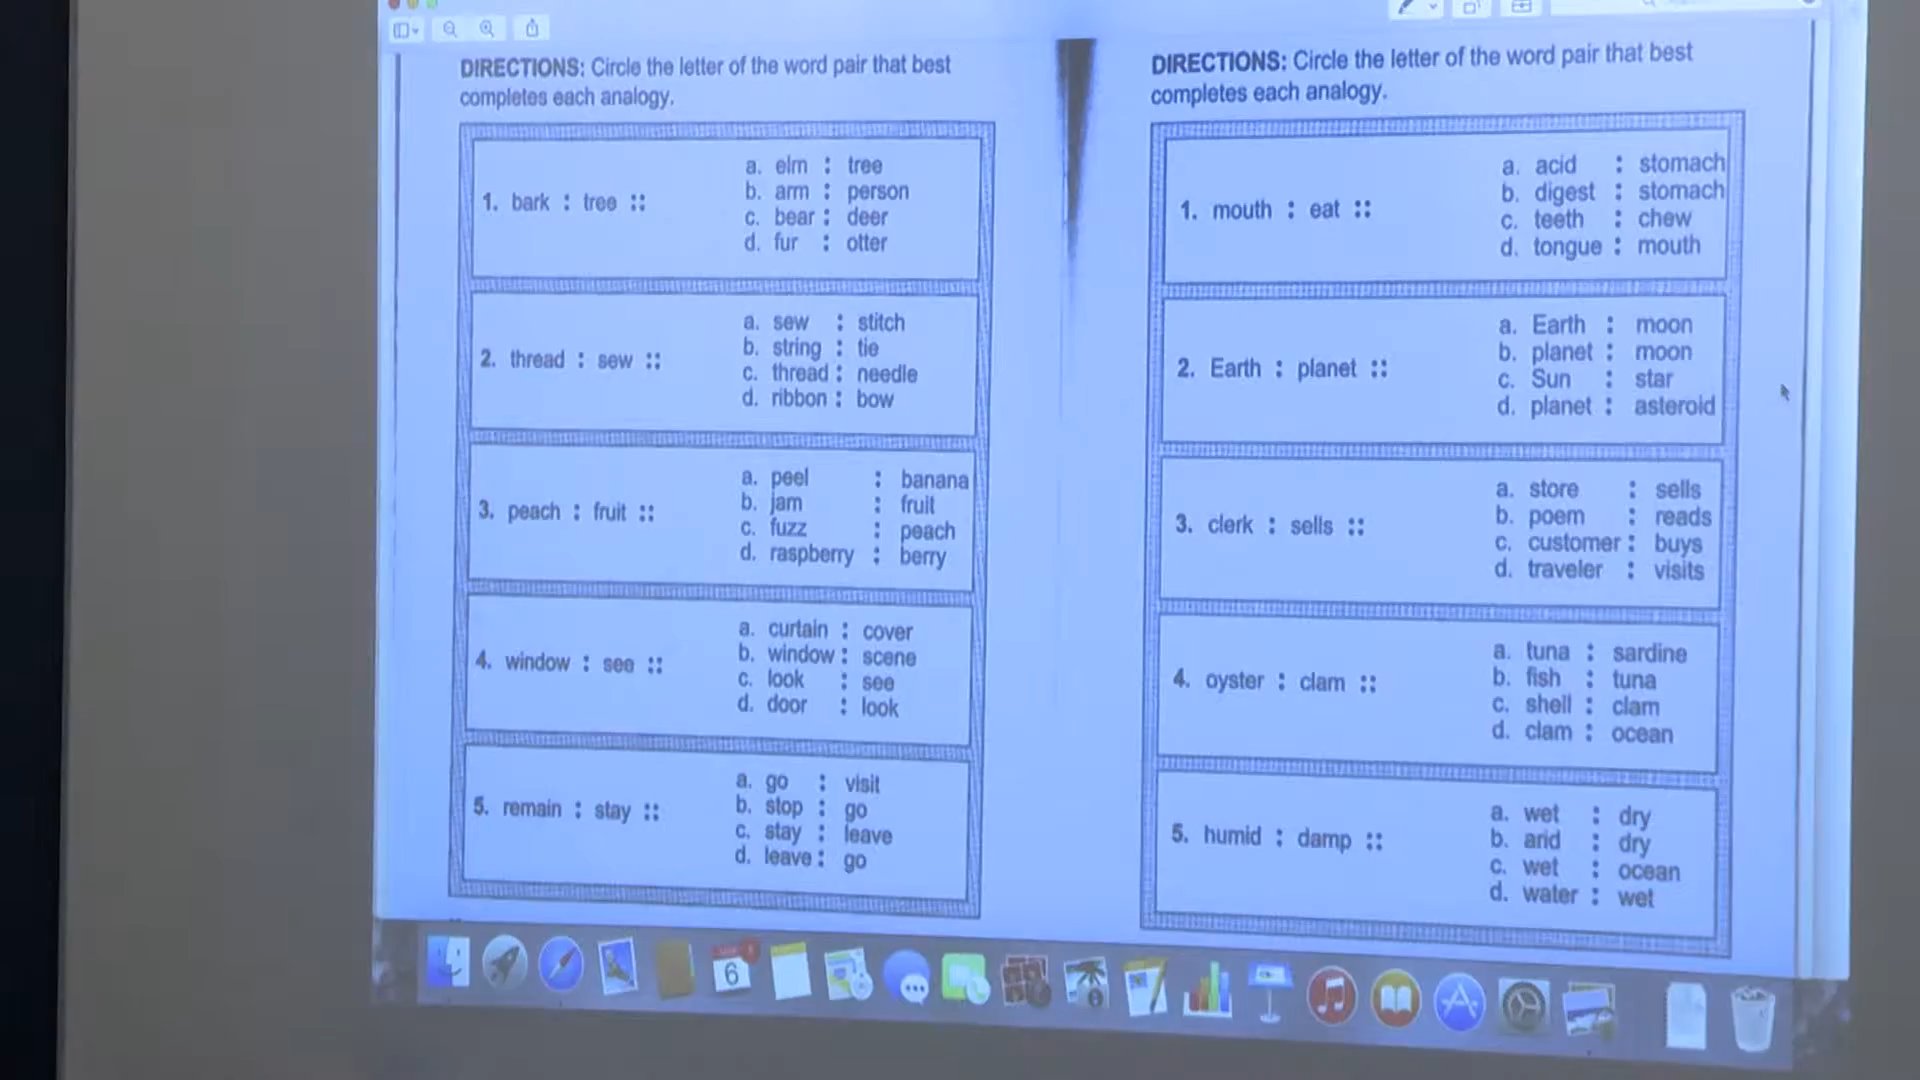 DIRECTIONS: Circle the letter of the word pair that best
completes each analogy.
1. bark : tree ::
a. elm : tree
b. arm : person
c. bear : deer
d. fur : otter
2. thread : sew ::
a. sew : stitch
b. string : tie
c. thread : needle
d. ribbon : bow
3. peach : fruit ::
a. peel : banana
b. jam : fruit
c. fuzz : peach
d. raspberry : berry
4. window : see ::
a. curtain : cover
b. window : scene
c. look : see
d. door : look
5. remain : stay ::
a. go : visit
b. stop : go
c. stay : leave
d. leave : go
DIRECTIONS: Circle the letter of the word pair that best
completes each analogy.
1. mouth : eat ::
a. acid : stomach
b. digest : stomach
c. teeth : chew
d. tongue : mouth
2. Earth : planet ::
a. Earth : moon
b. planet : moon
c. Sun : star
d. planet : asteroid
3. clerk : sells ::
a. store : sells
b. poem : reads
c. customer : buys
d. traveler : visits
4. oyster : clam ::
a. tuna : sardine
b. fish : tuna
c. shell : clam
d. clam : ocean
5. humid : damp ::
a. wet : dry
b. arid : dry
c. wet : ocean
d. water : wet
6